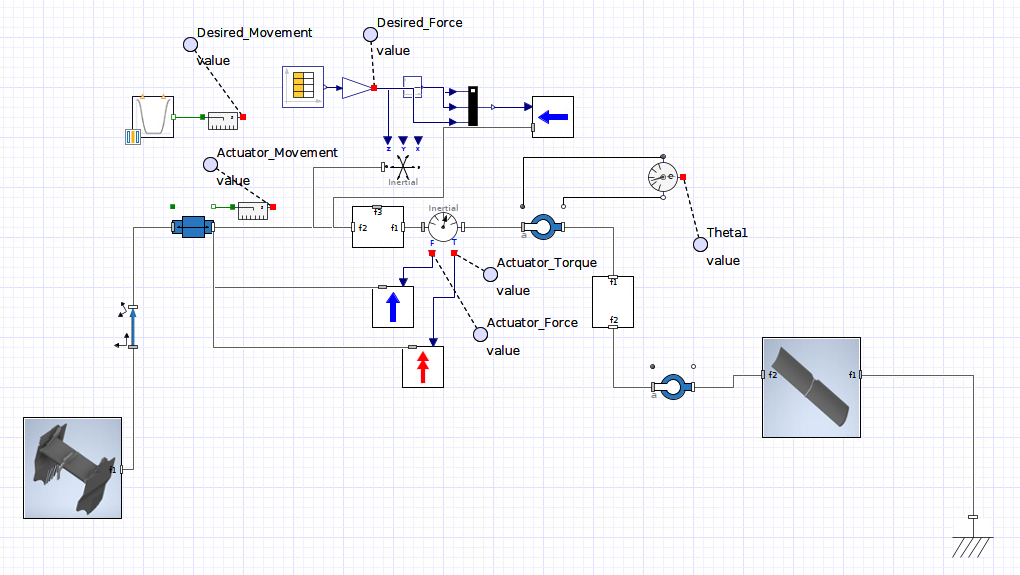 Desired_Force
Desired_Movement
value
value
Actuator_Movement
value
z
Y
X
Inertial
Inertial
f3
f2
f1
F
T
a
e
Theta1
value
Actuator_Torque
value
f1
f2
Actuator_Force
value
a
f2
f1
f1